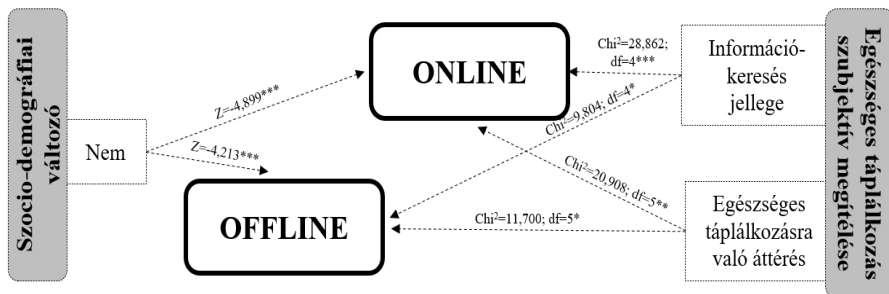 Szocio-demográfiai
változó
Nem
Z=-4,899***
Z=-4,213***
ONLINE
OFFLINE
Chi²=28,862;
df=4***
Chi²=9,804; df=4*
Chi²=20,908; df=5**
Chi²=11,700; df=5*
Információ-
keresés
jellege
Egészséges
táplálkozásra
való áttérés
Egészséges táplálkozás
szubjektív megítélése